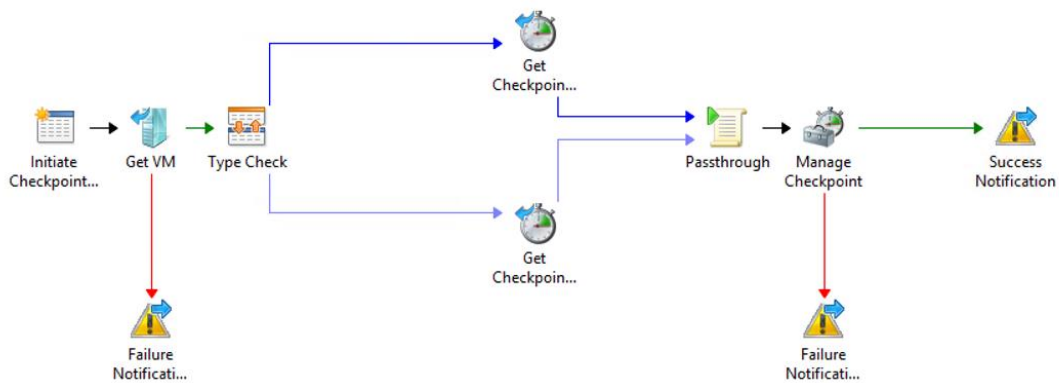 Get
Checkpoin...
Initiate
Checkpoint...
Get VM
Type Check
Passthrough
Manage
Checkpoint
Success
Notification
Get
Checkpoin...
Failure
Notificati...
Failure
Notificati...